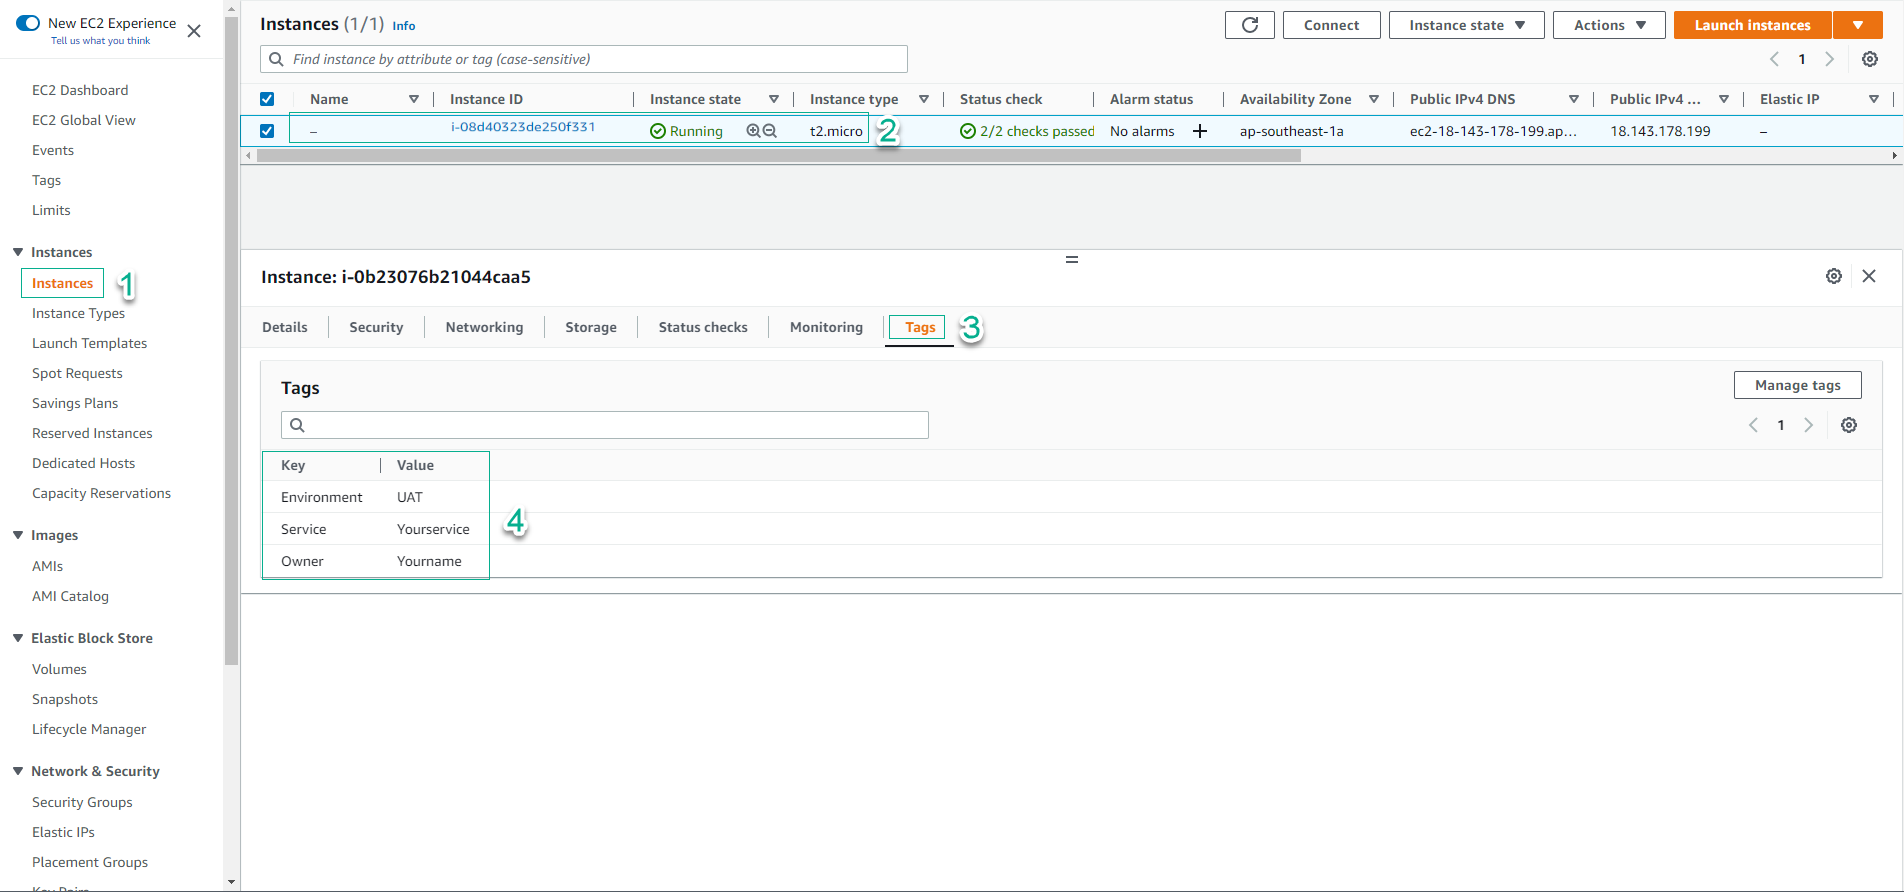 New EC2 Experience
Tell us what you think
EC2 Dashboard
EC2 Global View
Events
Tags
Limits
Instances
Instances 1
Instance Types
Launch Templates
Spot Requests
Savings Plans
Reserved Instances
Dedicated Hosts
Capacity Reservations
Images
AMIs
AMI Catalog
Elastic Block Store
Volumes
Snapshots
Lifecycle Manager
Network & Security
Security Groups
Elastic IPs
Placement Groups
Key Pairs
Instances (1/1) Info
Connect Instance state Actions Launch instances
Find instance by attribute or tag (case-sensitive)
1
Name Instance ID Instance state Instance type Status check Alarm status Availability Zone Public IPv4 DNS Public IPv4 ... Elastic IP
– i-08d40323de250f331 Running t2.micro 2 2/2 checks passed No alarms + ap-southeast-1a ec2-18-143-178-199.ap... 18.143.178.199 –
Instance: i-0b23076b21044caa5
Details Security Networking Storage Status checks Monitoring Tags 3
Tags
Manage tags
1
Key Value
Environment UAT
Service Yourservice
4
Owner Yourname